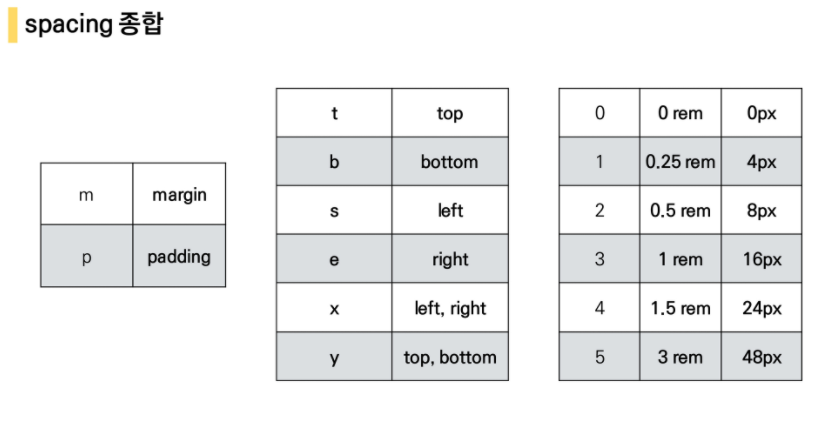 spacing 종합
m margin
p padding
t top
b bottom
s left
e right
x left, right
y top, bottom
0 0 rem 0px
1 0.25 rem 4px
2 0.5 rem 8px
3 1 rem 16px
4 1.5 rem 24px
5 3 rem 48px